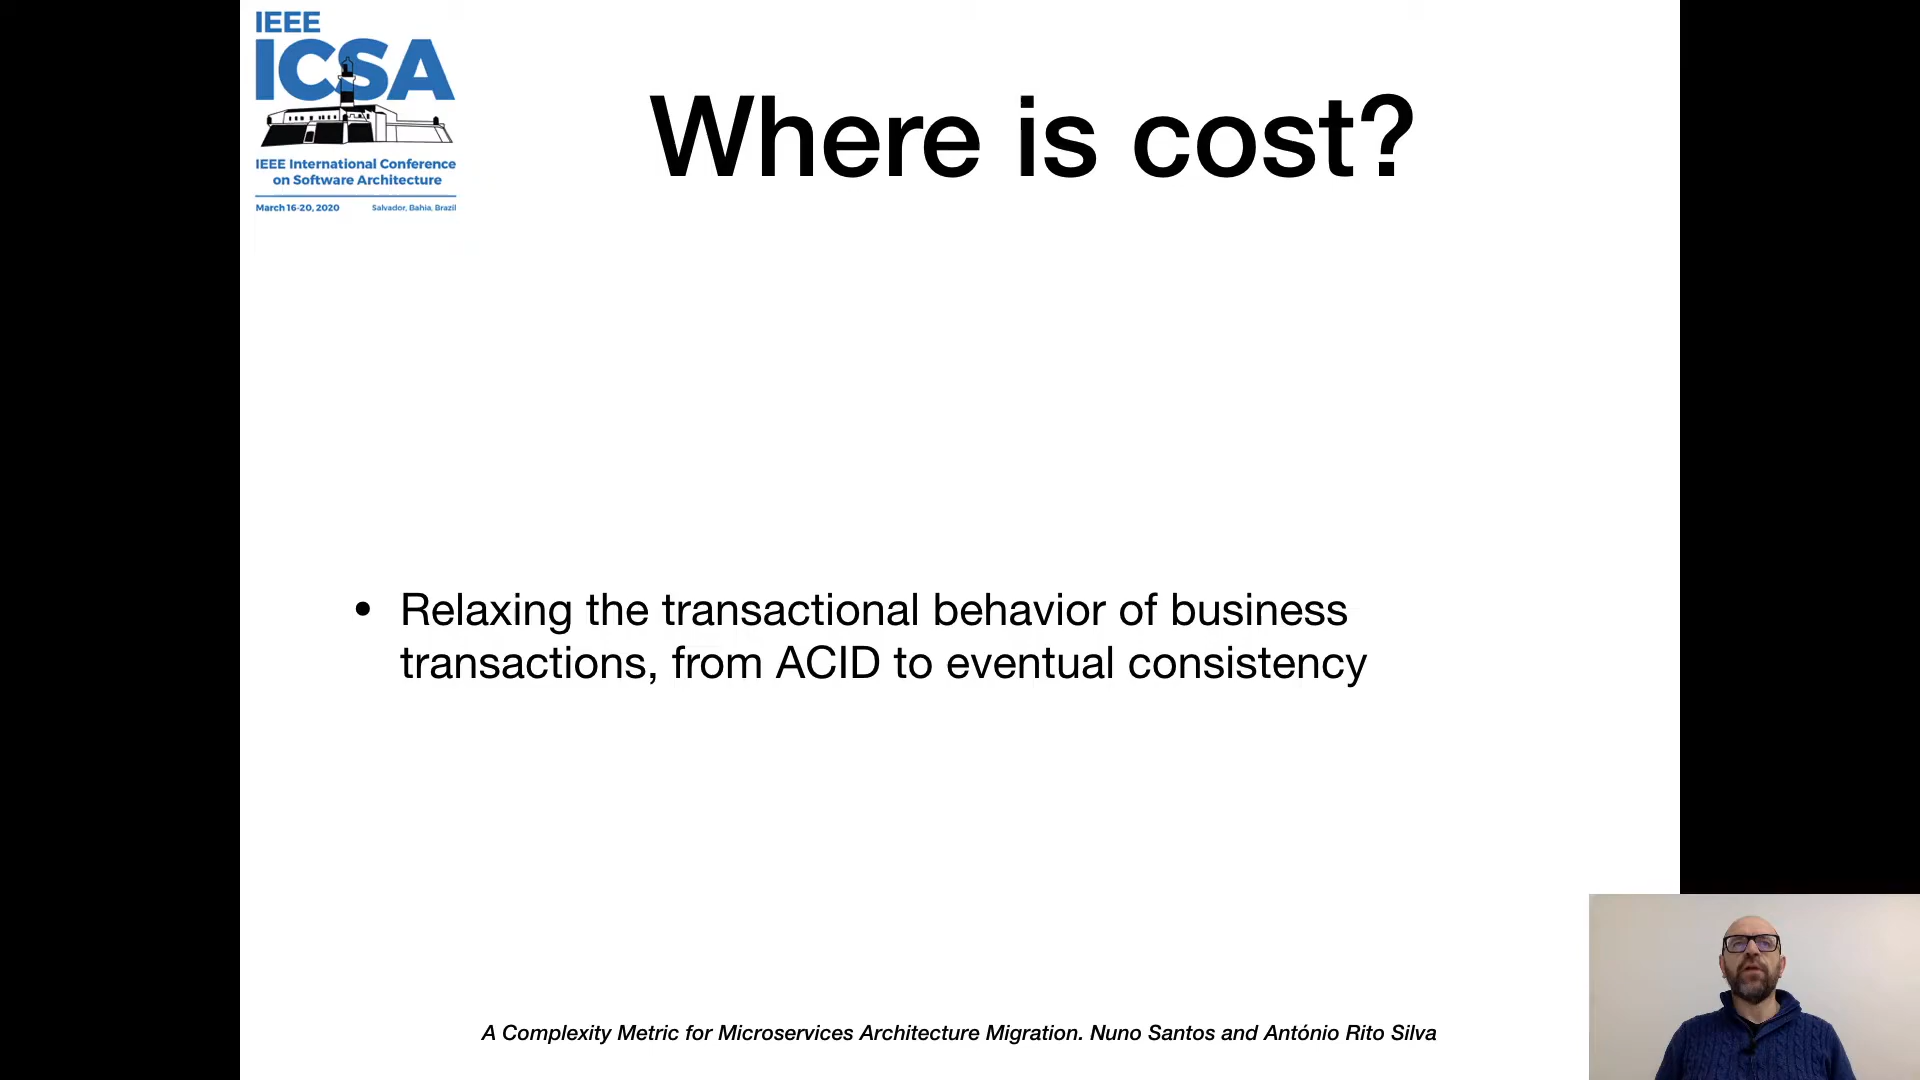 IEEE
ICSA
IEEE International Conference
on Software Architecture
March 16-20, 2020 Salvador, Bahia, Brazil
Where is cost?
• Relaxing the transactional behavior of business
transactions, from ACID to eventual consistency
A Complexity Metric for Microservices Architecture Migration. Nuno Santos and António Rito Silva